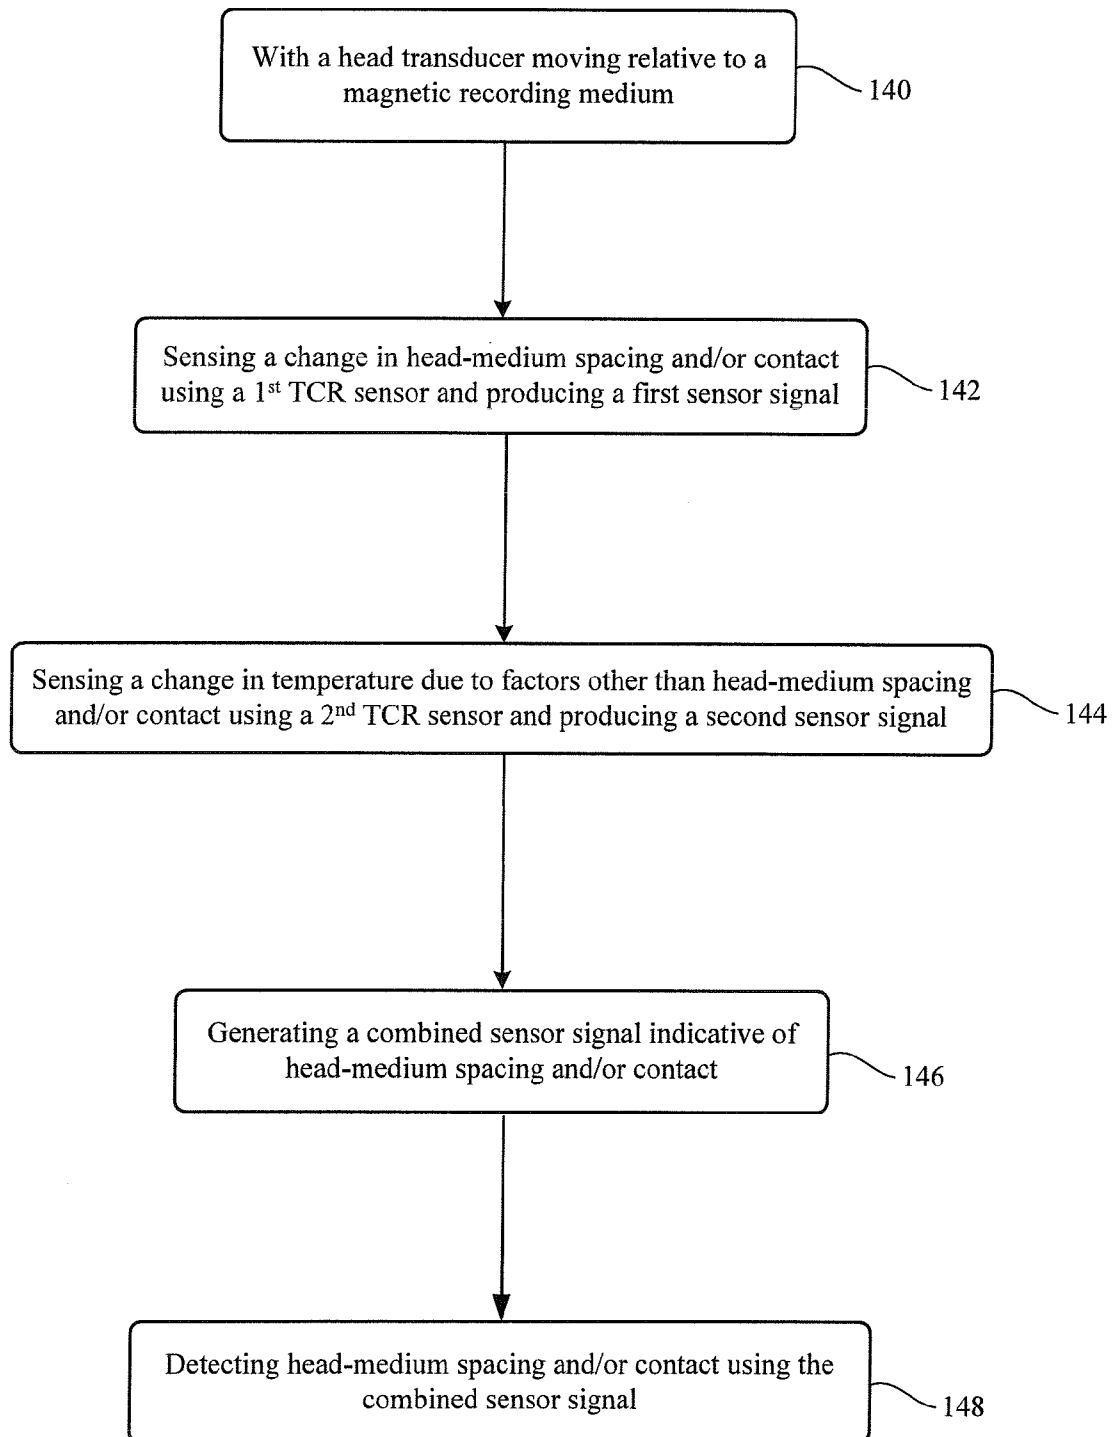 With a head transducer moving relative to a
magnetic recording medium
140
Sensing a change in head-medium spacing and/or contact
using a 1st TCR sensor and producing a first sensor signal
142
Sensing a change in temperature due to factors other than head-medium spacing
and/or contact using a 2nd TCR sensor and producing a second sensor signal
144
Generating a combined sensor signal indicative of
head-medium spacing and/or contact
146
Detecting head-medium spacing and/or contact using the
combined sensor signal
148